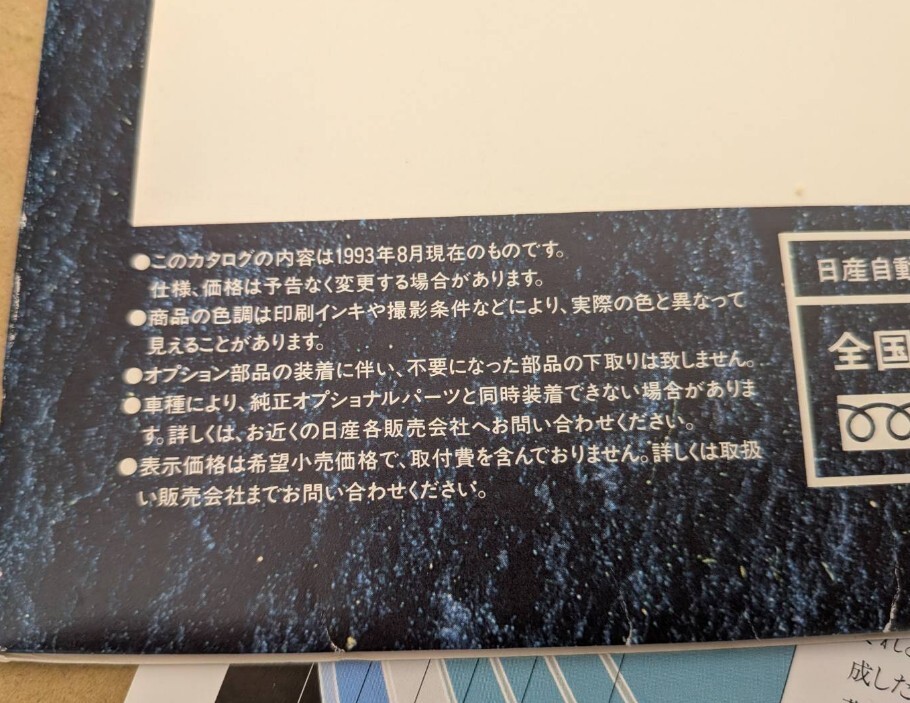 ●このカタログの内容は1993年8月現在のものです。
仕様、価格は予告なく変更する場合があります。
●商品の色調は印刷インキや撮影条件などにより、実際の色と異なって
見えることがあります。
●オプション部品の装着に伴い、不要になった部品の下取りは致しません。
●車種により、純正オプショナルパーツと同時装着できない場合がありま
す。詳しくは、お近くの日産各販売会社へお問い合わせください。
●表示価格は希望小売価格で、取付費を含んでおりません。詳しくは取扱
い販売会社までお問い合わせください。
日産自動
全国
成した